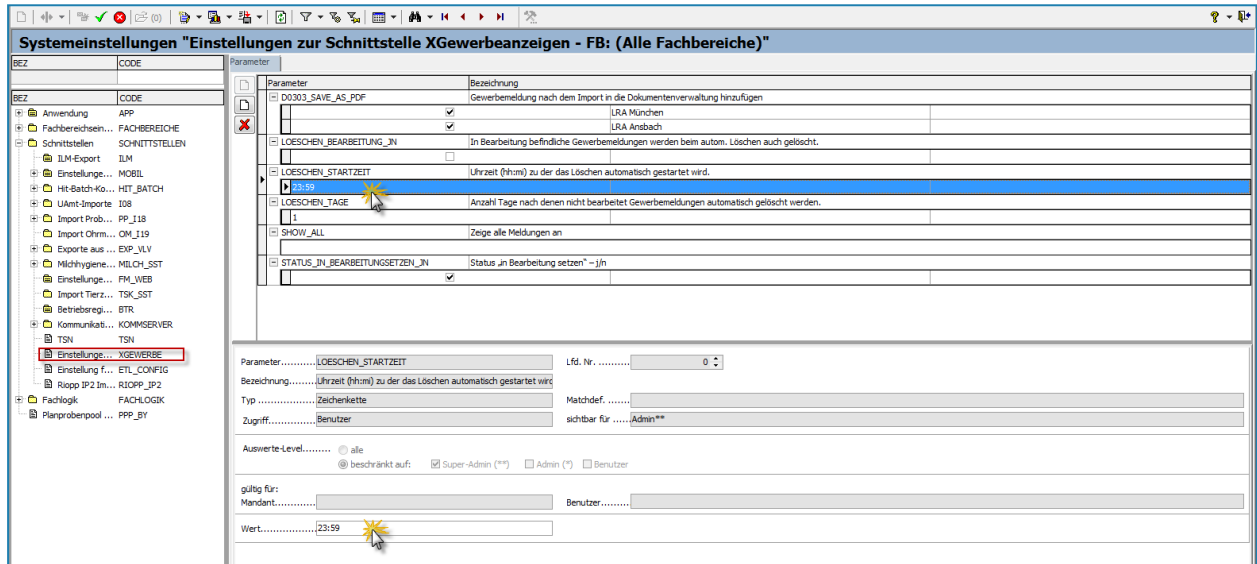 (0)
Systemeinstellungen "Einstellungen zur Schnittstelle XGewerbeanzeigen - FB: (Alle Fachbereiche)"
BEZ CODE
BEZ CODE
Anwendung APP
Fachbereichsein... FACHBEREICHE
Schnittstellen SCHNITTSTELLEN
ILM-Export ILM
Einstellunge... MOBIL
Hit-Batch-Ko... HIT_BATCH
UAmt-Importe I08
Import Prob... PP_I18
Import Ohrm... OM_I19
Exporte aus ... EXP_VLV
Milchhygiene... MILCH_SST
Einstellunge... FM_WEB
Import Tierz... TSK_SST
Betriebsregi... BTR
Kommunikati... KOMMSERVER
TSN TSN
Einstellunge... XGEWERBE
Einstellung f... ETL_CONFIG
Riopp IP2 Im... RIOPP_IP2
Fachlogik FACHLOGIK
Planprobenpool ... PPP_BY
Parameter
Parameter Bezeichnung
D0303_SAVE_AS_PDF Gewerbemeldung nach dem Import in die Dokumentenverwaltung hinzufügen
LRA München
LRA Ansbach
LOESCHEN_BEARBEITUNG_JN In Bearbeitung befindliche Gewerbemeldungen werden beim autom. Löschen auch gelöscht.
LOESCHEN_STARTZEIT Uhrzeit (hh:mi) zu der das Löschen automatisch gestartet wird.
23:59
LOESCHEN_TAGE Anzahl Tage nach denen nicht bearbeitet Gewerbemeldungen automatisch gelöscht werden.
1
SHOW_ALL Zeige alle Meldungen an
STATUS_IN_BEARBEITUNGSETZEN_JN Status „in Bearbeitung setzen" – j/n
Parameter..........LOESCHEN_STARTZEIT Lfd. Nr. ......... 0
Bezeichnung.......Uhrzeit (hh:mi) zu der das Löschen automatisch gestartet wird
Typ .................Zeichenkette Matchdef. .......
Zugriff...............Benutzer sichtbar für ......Admin**
Auswerte-Level......... alle
beschränkt auf: Super-Admin (**) Admin (*) Benutzer
gültig für:
Mandant............. Benutzer.........
Wert..................23:59